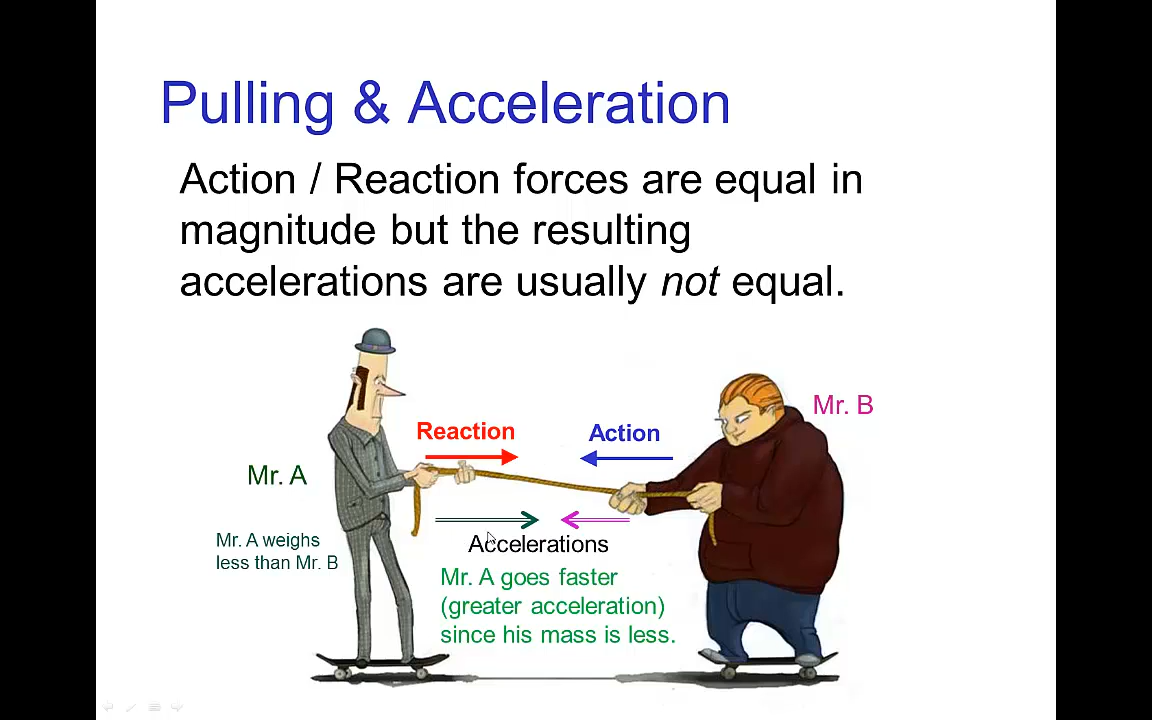 Pulling & Acceleration
Action / Reaction forces are equal in
magnitude but the resulting
accelerations are usually not equal.
Mr. B
Reaction
Action
Mr. A
Mr. A weighs
less than Mr. B
Accelerations
Mr. A goes faster
(greater acceleration)
since his mass is less.